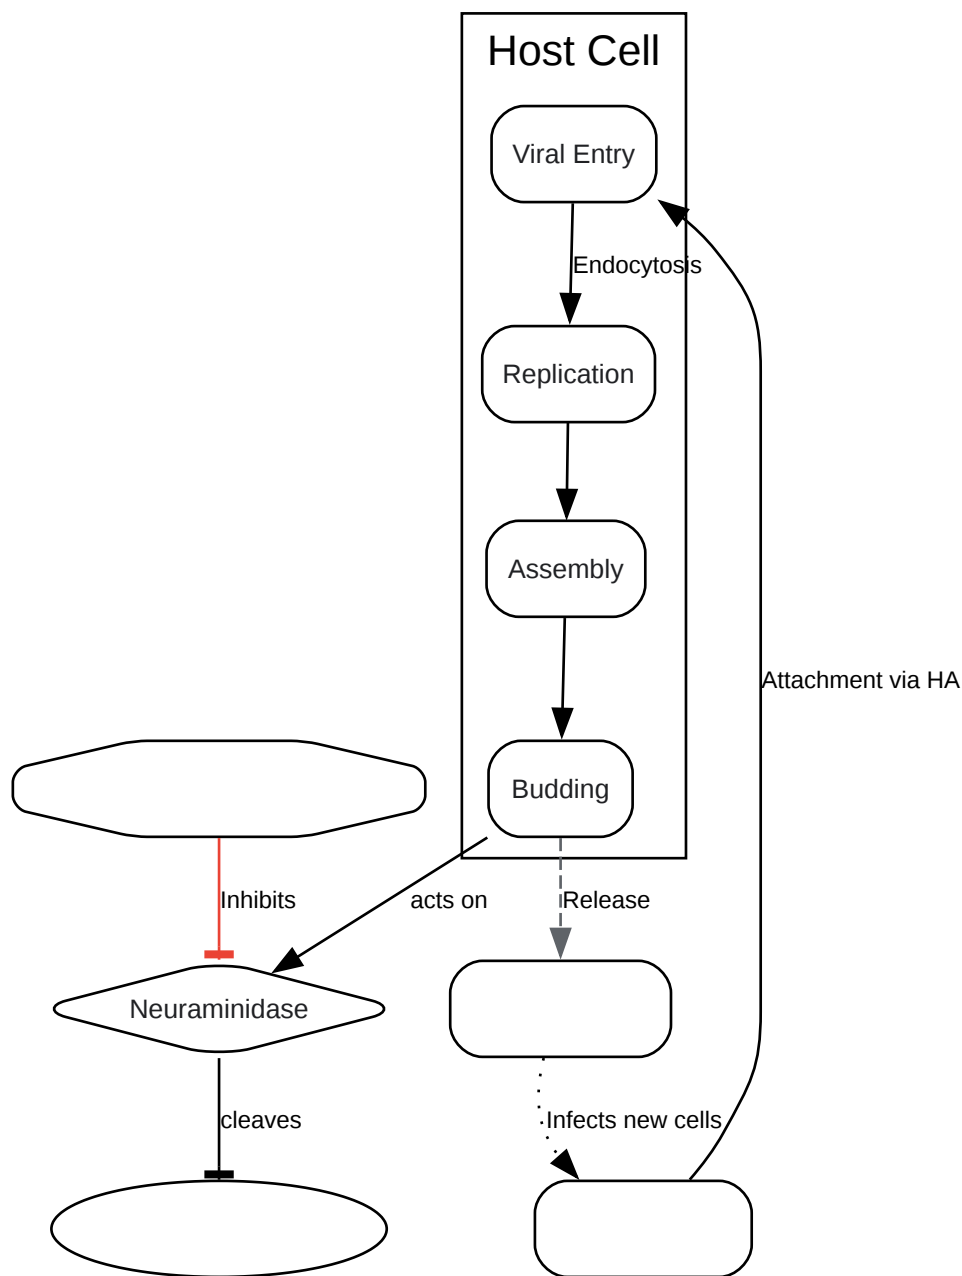 Host Cell
Viral Entry
Endocytosis
Replication
Assembly
Attachment via HA
Budding
Inhibits
acts on
Release
Neuraminidase
cleaves
Infects new cells